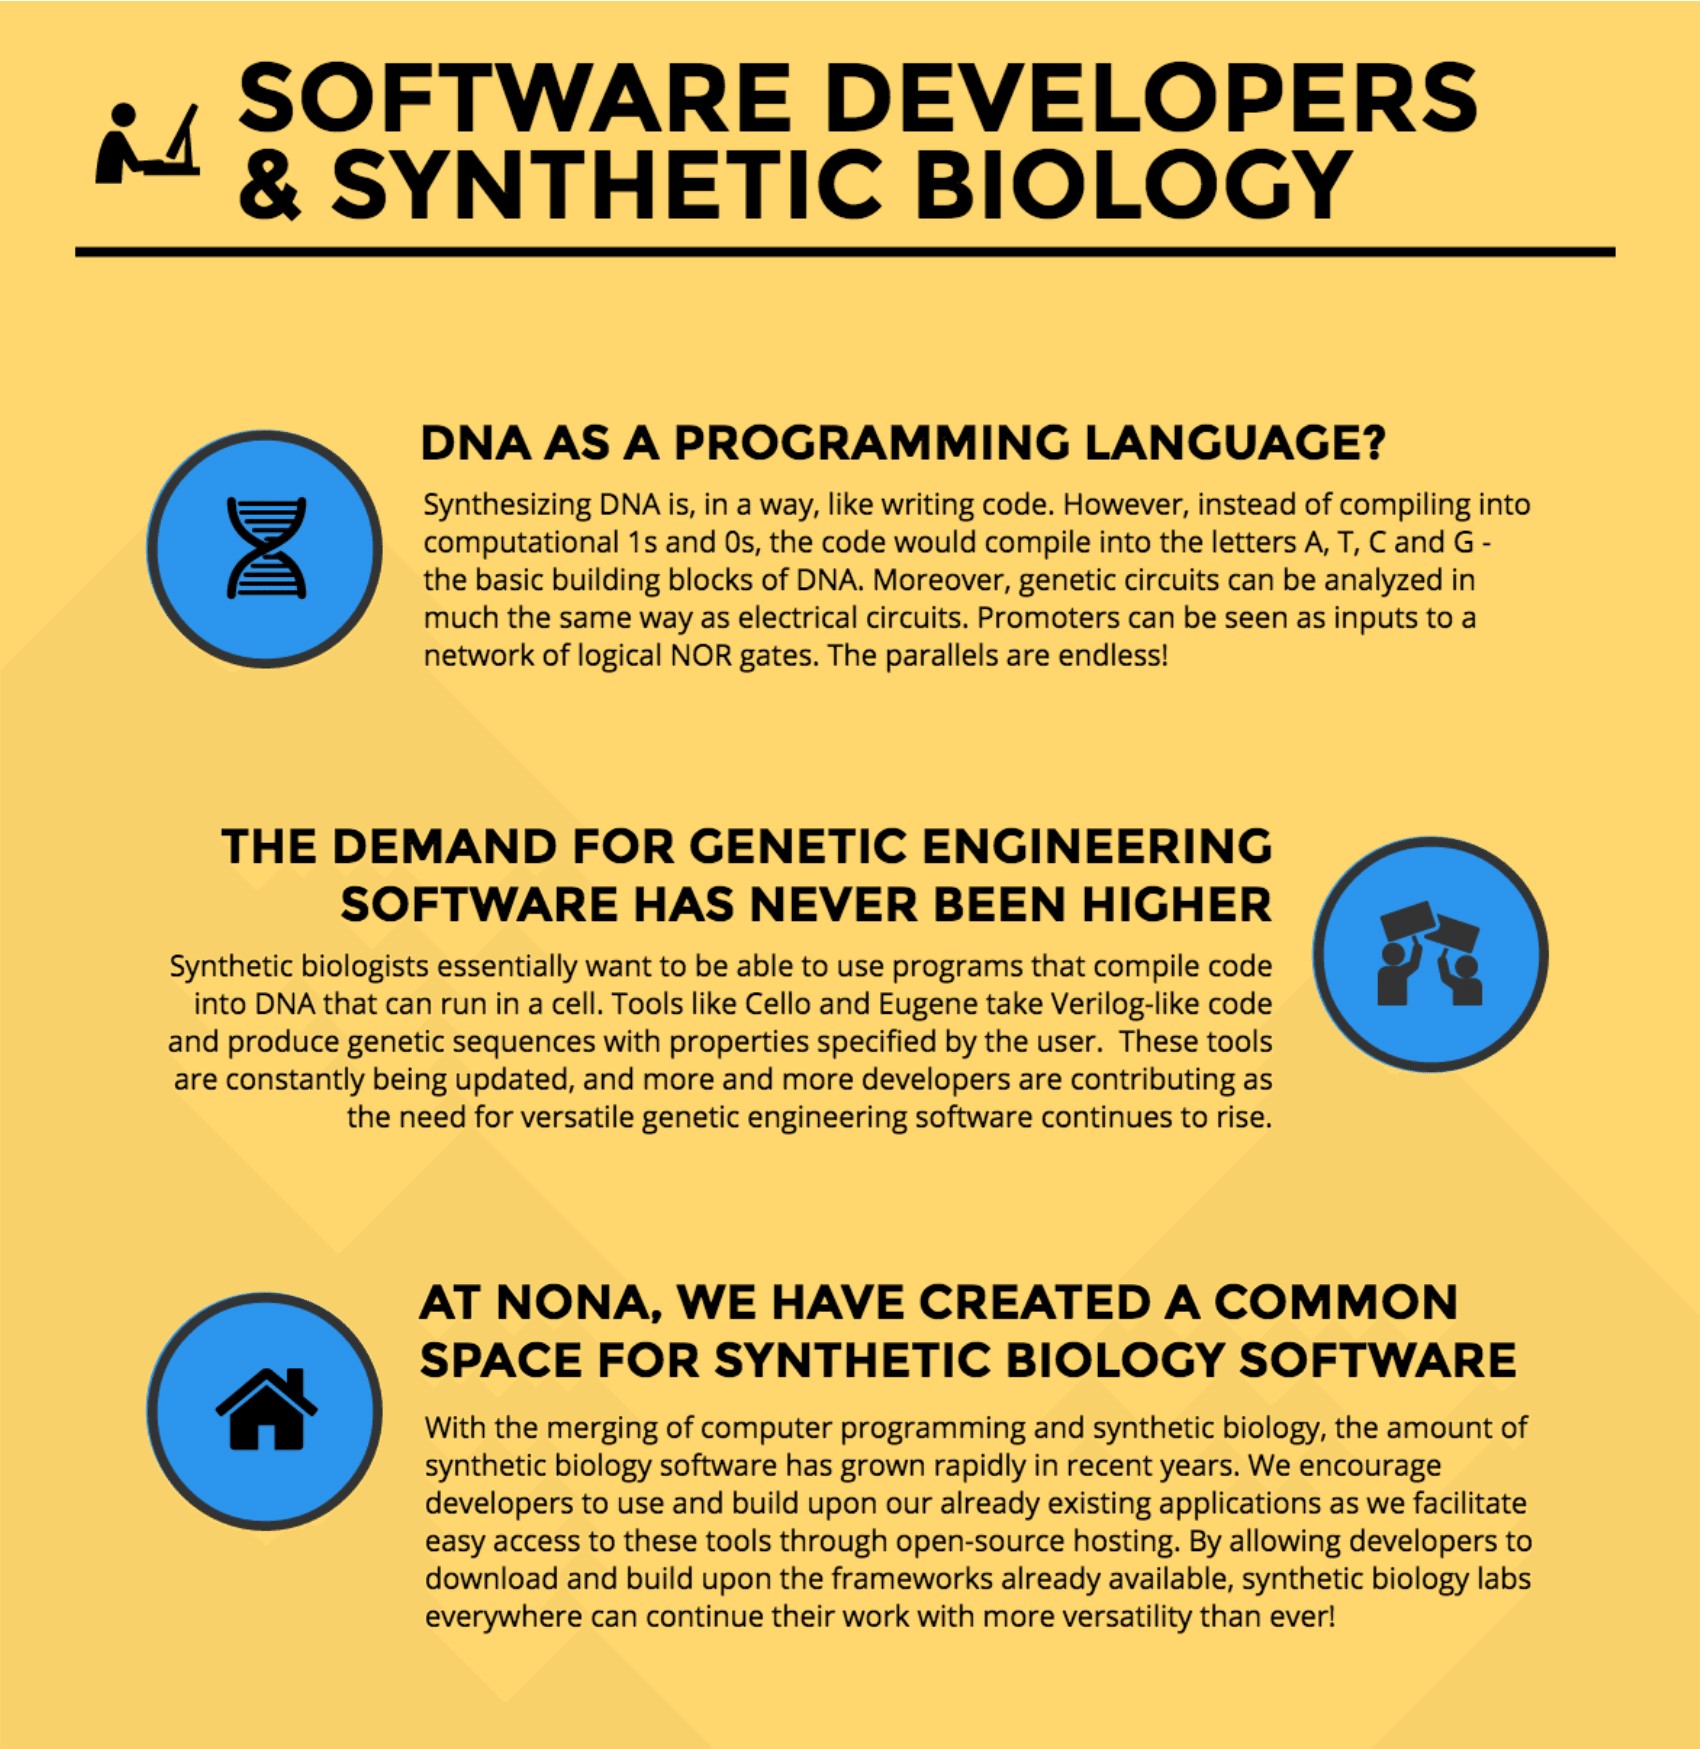 SOFTWARE DEVELOPERS
& SYNTHETIC BIOLOGY
DNA AS A PROGRAMMING LANGUAGE?
Synthesizing DNA is, in a way, like writing code. However, instead of compiling into
computational 1s and 0s, the code would compile into the letters A, T, C and G -
the basic building blocks of DNA. Moreover, genetic circuits can be analyzed in
much the same way as electrical circuits. Promoters can be seen as inputs to a
network of logical NOR gates. The parallels are endless!
THE DEMAND FOR GENETIC ENGINEERING
SOFTWARE HAS NEVER BEEN HIGHER
Synthetic biologists essentially want to be able to use programs that compile code
into DNA that can run in a cell. Tools like Cello and Eugene take Verilog-like code
and produce genetic sequences with properties specified by the user.  These tools
are constantly being updated, and more and more developers are contributing as
the need for versatile genetic engineering software continues to rise.
AT NONA, WE HAVE CREATED A COMMON
SPACE FOR SYNTHETIC BIOLOGY SOFTWARE
With the merging of computer programming and synthetic biology, the amount of
synthetic biology software has grown rapidly in recent years. We encourage
developers to use and build upon our already existing applications as we facilitate
easy access to these tools through open-source hosting. By allowing developers to
download and build upon the frameworks already available, synthetic biology labs
everywhere can continue their work with more versatility than ever!